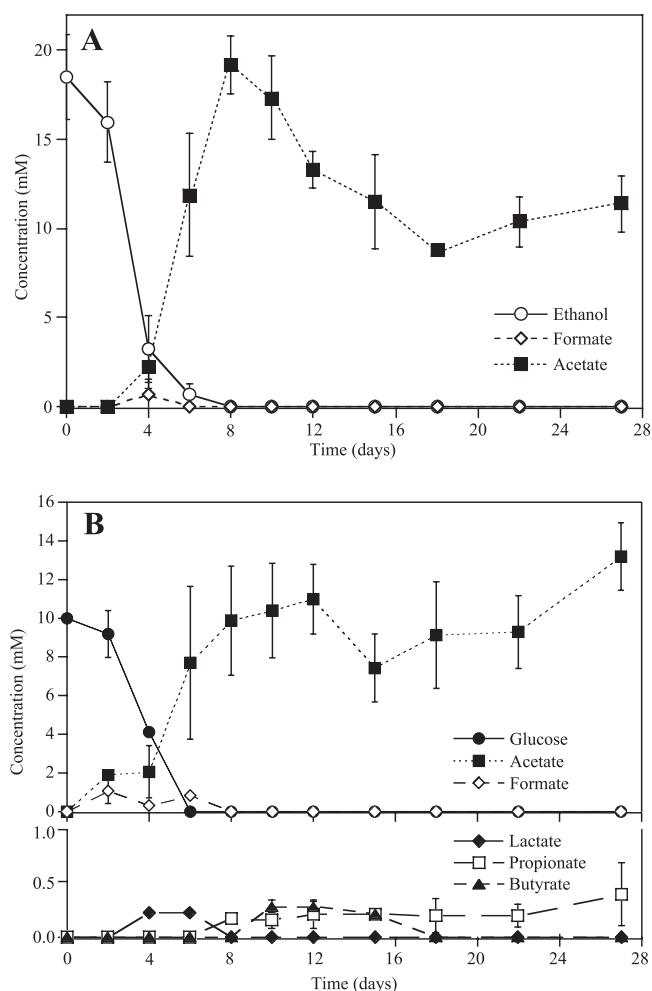 A
20
15
10
5
0
Concentration (mM)
Ethanol
Formate
Acetate
0 4 8 12 16 20 24 28
Time (days)
B
16
14
12
10
8
6
4
2
0
Concentration (mM)
Glucose
Acetate
Formate
1.0
0.5
0.0
Lactate
Propionate
Butyrate
0 4 8 12 16 20 24 28
Time (days)